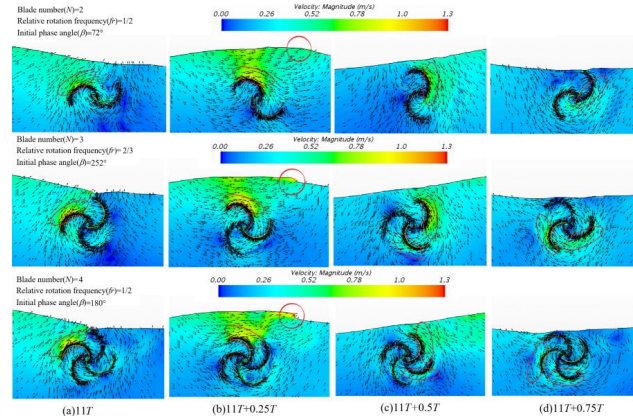 Blade number(N)=2
Relative rotation frequency(fr)=1/2
Initial phase angle(β)=72°
Velocity: Magnitude (m/s)
0.00 0.26 0.52 0.78 1.0 1.3
Blade number(N)=3
Relative rotation frequency(fr)=2/3
Initial phase angle(β)=252°
Velocity: Magnitude (m/s)
0.00 0.26 0.52 0.78 1.0 1.3
Blade number(N)=4
Relative rotation frequency(fr)=1/2
Initial phase angle(β)=180°
Velocity: Magnitude (m/s)
0.00 0.26 0.52 0.78 1.0 1.3
(a)11T (b)11T+0.25T (c)11T+0.5T (d)11T+0.75T